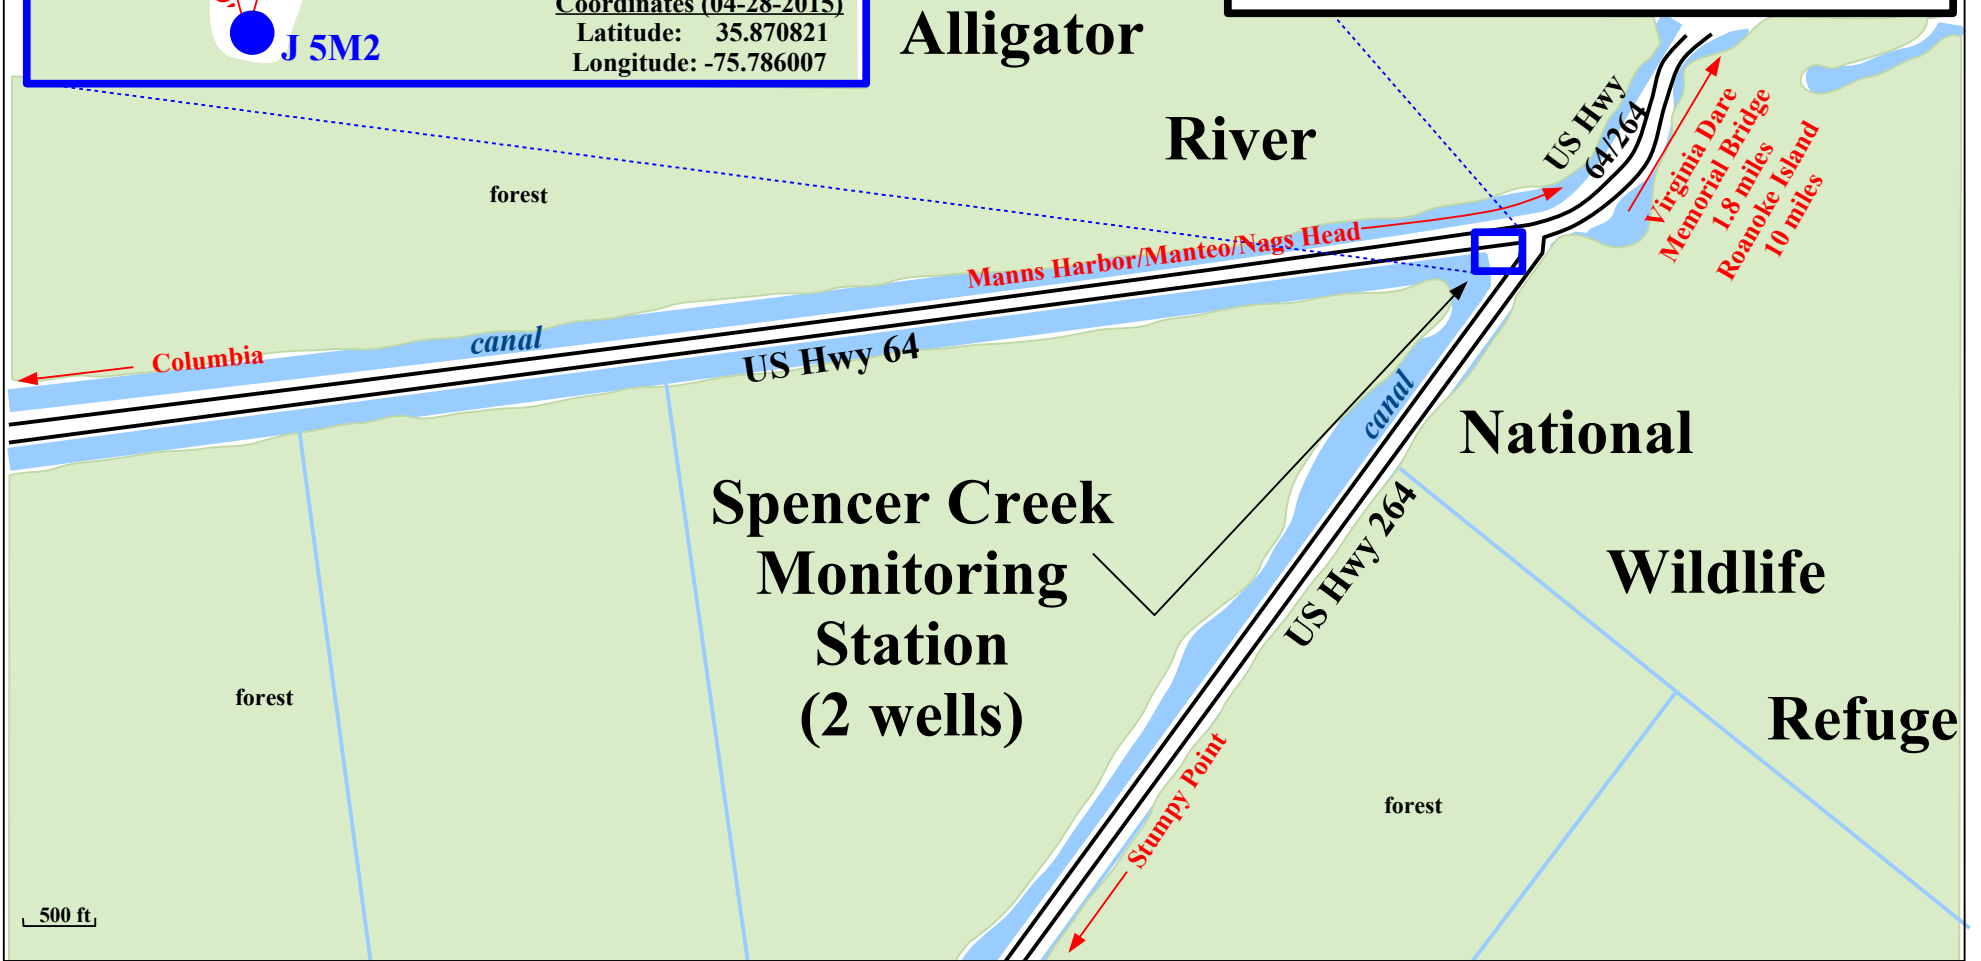 Coordinates (04-28-2015)
Latitude: 35.870821
Longitude: -75.786007
J 5M2
Alligator
River
National
Wildlife
Refuge
US Hwy
64/264
Virginia Dare
Memorial Bridge
1.8 miles
Roanoke Island
10 miles
forest
Manns Harbor/Manteo/Nags Head
canal
Columbia
US Hwy 64
canal
Spencer Creek
Monitoring
Station
(2 wells)
US Hwy 264
forest
Stumpy Point
forest
500 ft